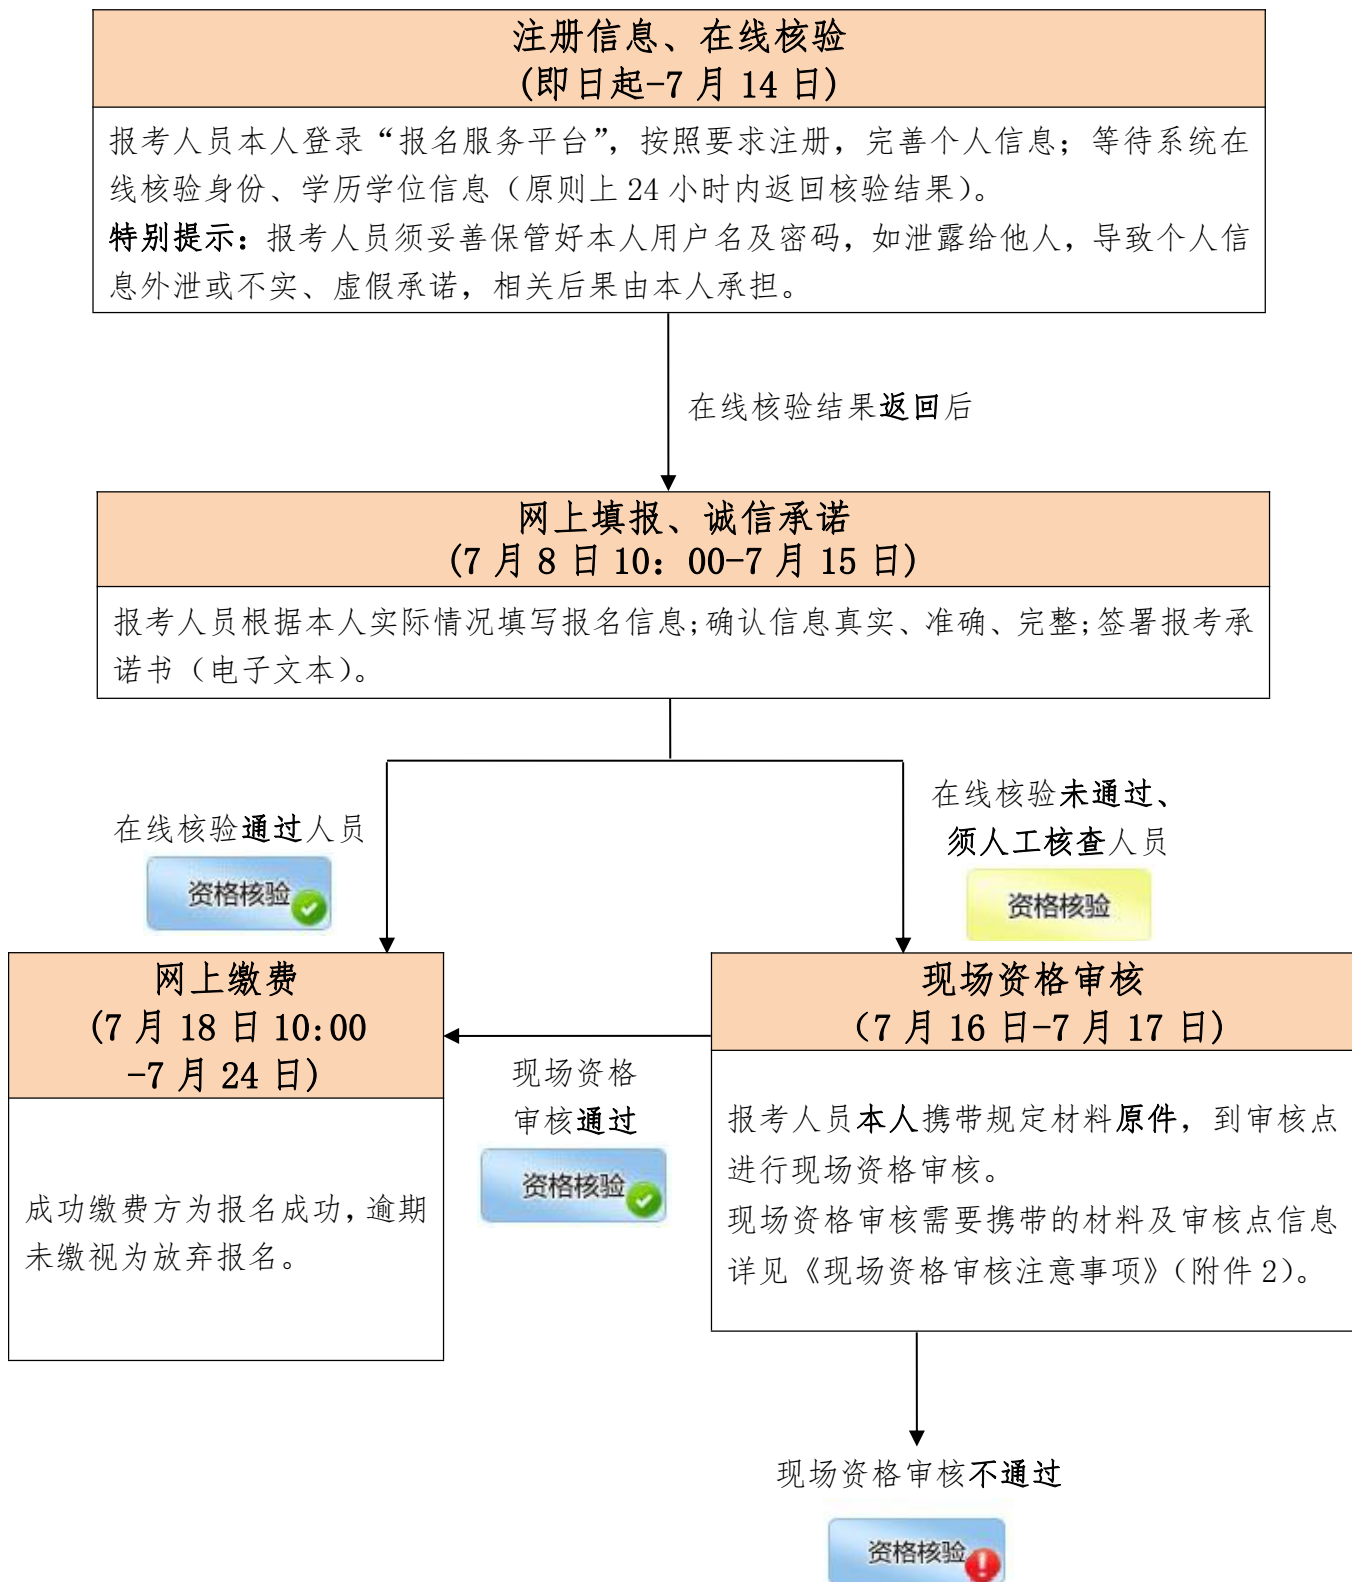 注册信息、在线核验
(即日起-7 月 14 日)
报考人员本人登录“报名服务平台”，按照要求注册，完善个人信息；等待系统在
线核验身份、学历学位信息（原则上 24 小时内返回核验结果）。
特别提示：报考人员须妥善保管好本人用户名及密码，如泄露给他人，导致个人信
息外泄或不实、虚假承诺，相关后果由本人承担。
在线核验结果返回后
网上填报、诚信承诺
(7 月 8 日 10：00-7 月 15 日)
报考人员根据本人实际情况填写报名信息;确认信息真实、准确、完整;签署报考承
诺书（电子文本）。
在线核验通过人员
资格核验
在线核验未通过、
须人工核查人员
资格核验
网上缴费
(7 月 18 日 10:00
-7 月 24 日)
成功缴费方为报名成功,逾期
未缴视为放弃报名。
现场资格
审核通过
资格核验
现场资格审核
（7 月 16 日-7 月 17 日)
报考人员本人携带规定材料原件，到审核点
进行现场资格审核。
现场资格审核需要携带的材料及审核点信息
详见《现场资格审核注意事项》（附件 2）。
现场资格审核不通过
资格核验